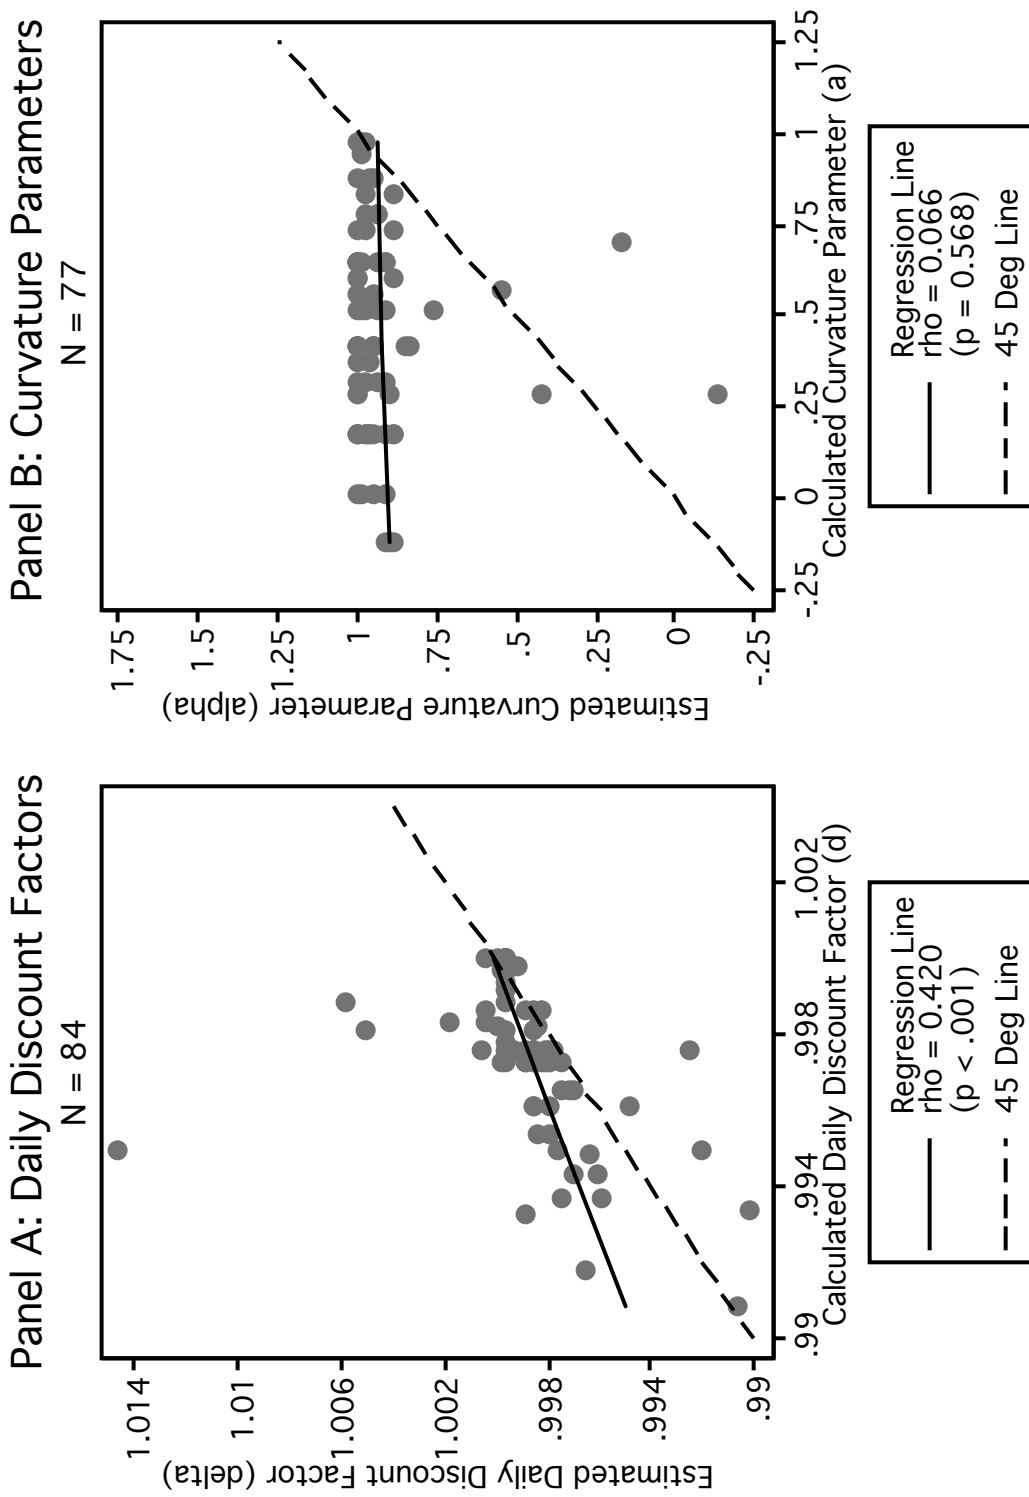 Panel A: Daily Discount Factors
N = 84
Estimated Daily Discount Factor (delta)
1.014
1.01
1.006
1.002
.998
.994
.99
.99
.994
.998
1.002
Calculated Daily Discount Factor (d)
Regression Line
rho = 0.420
(p < .001)
45 Deg Line
Panel B: Curvature Parameters
N = 77
Estimated Curvature Parameter (alpha)
1.75
1.5
1.25
1
.75
.5
.25
0
-.25
-.25
0
.25
.5
.75
1
1.25
Calculated Curvature Parameter (a)
Regression Line
rho = 0.066
(p = 0.568)
45 Deg Line